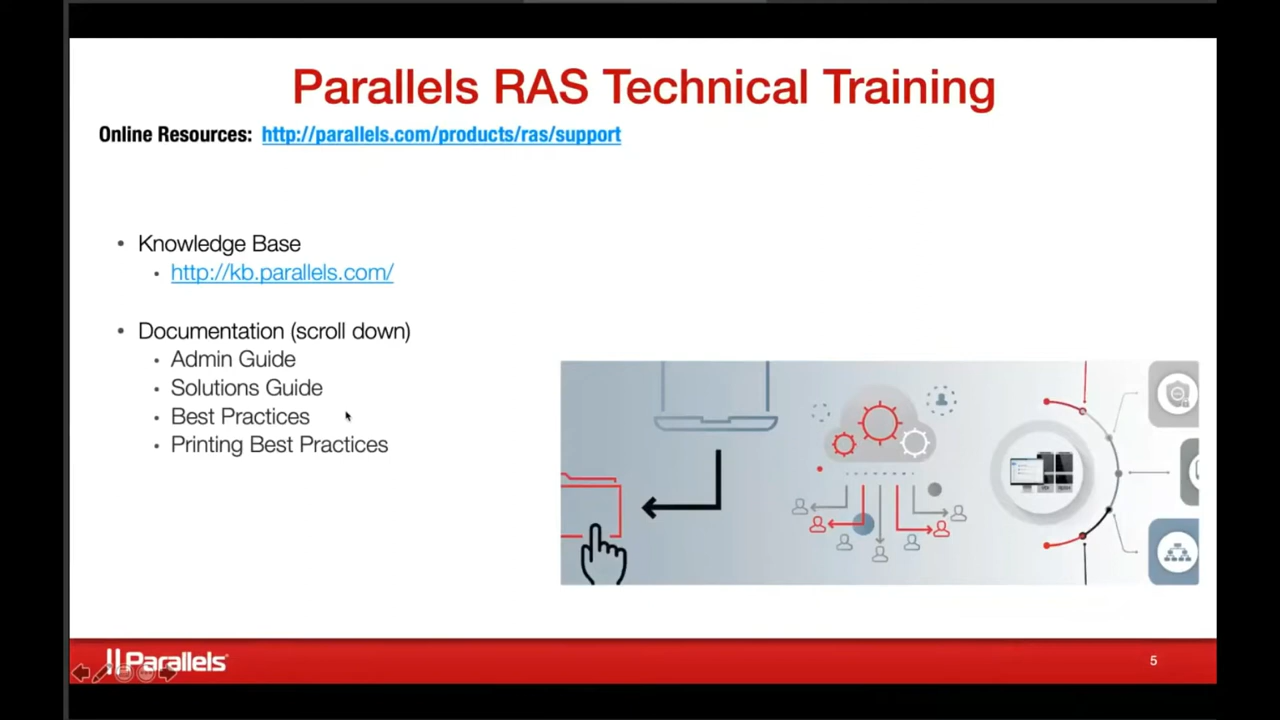 Parallels RAS Technical Training
Online Resources: http://parallels.com/products/ras/support
• Knowledge Base
• http://kb.parallels.com/
• Documentation (scroll down)
• Admin Guide
• Solutions Guide
• Best Practices
• Printing Best Practices
|| Parallels®
5